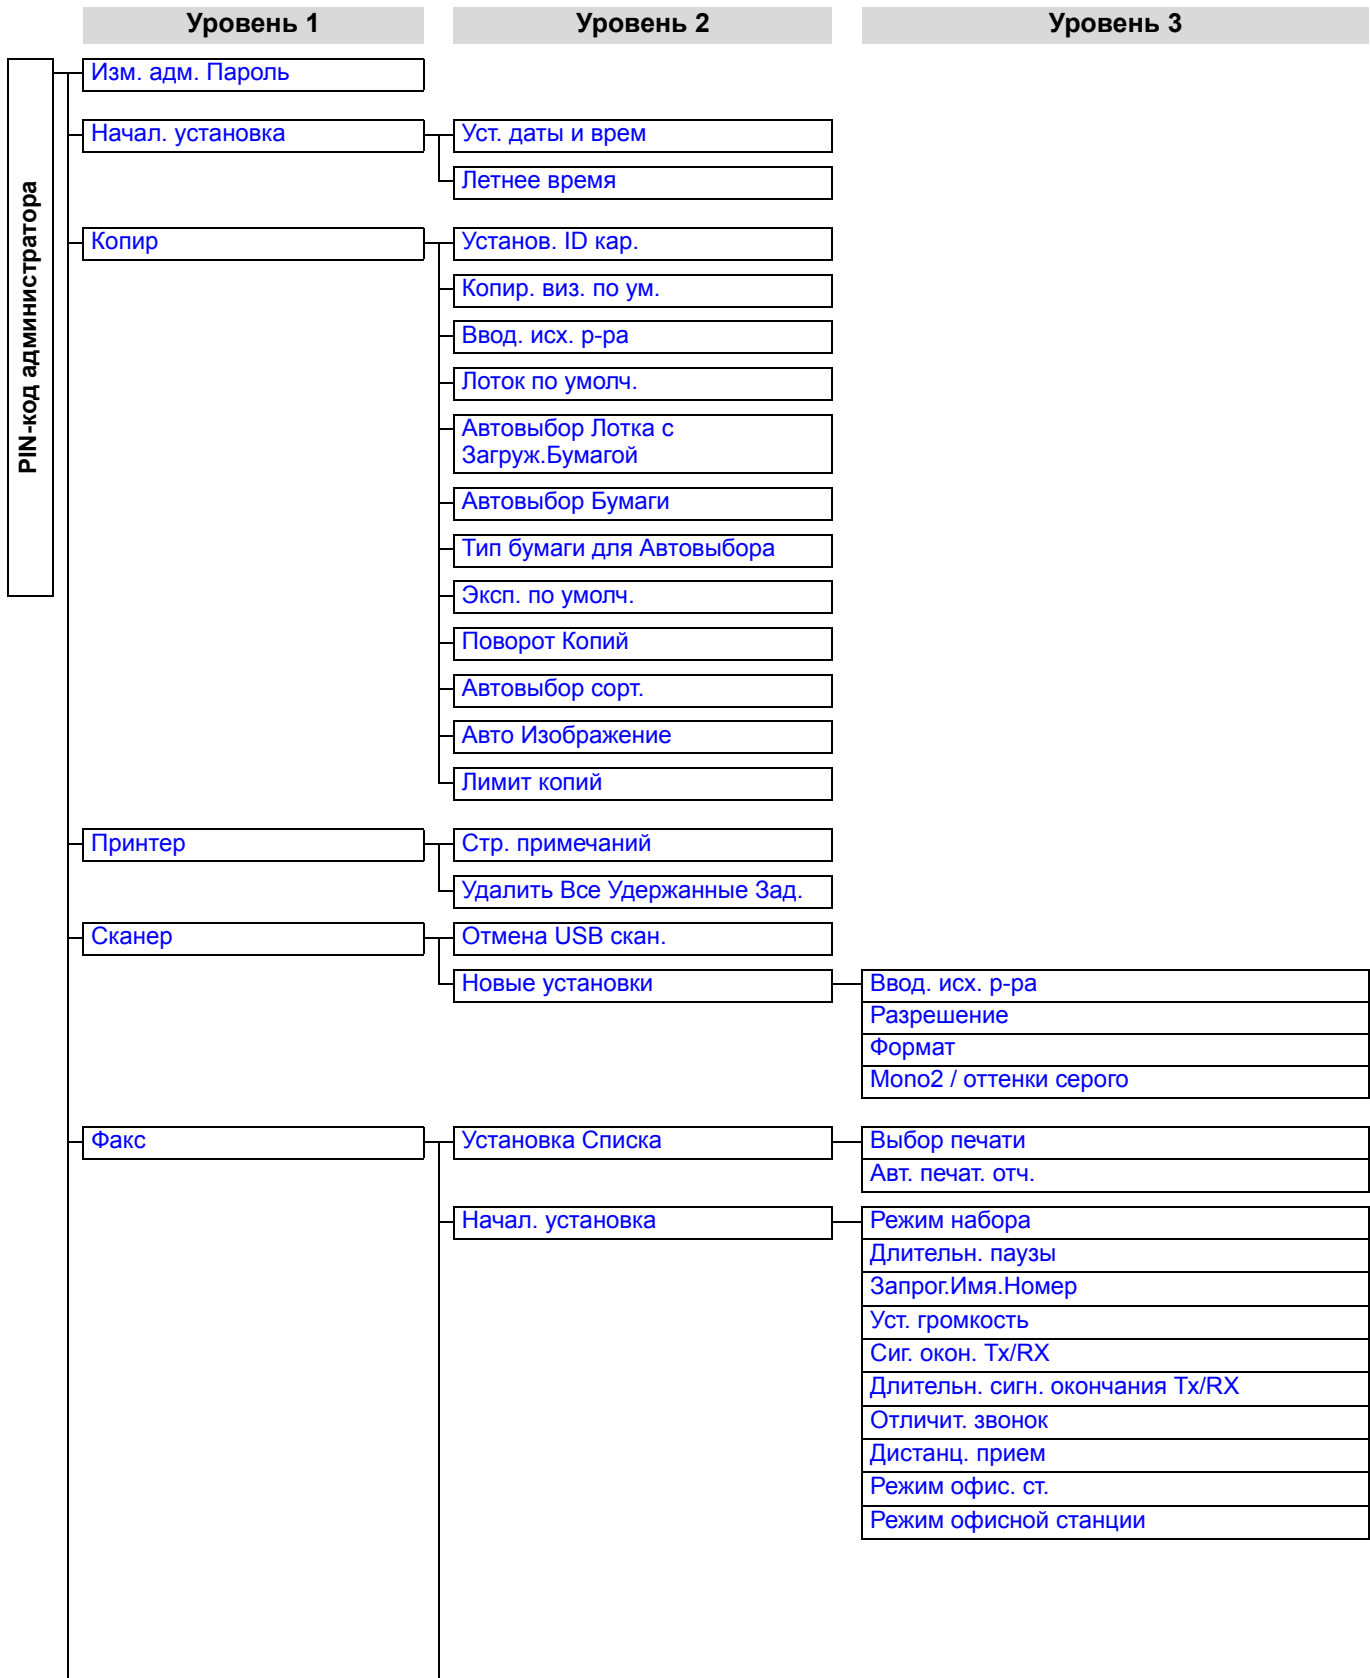 Уровень 1
Уровень 2
Уровень 3
PIN-код администратора
Изм. адм. Пароль
Начал. установка
Уст. даты и врем
Летнее время
Копир
Установ. ID кар.
Копир. виз. по ум.
Ввод. исх. р-ра
Лоток по умолч.
Автовыбор Лотка с
Загруж.Бумагой
Автовыбор Бумаги
Тип бумаги для Автовыбора
Эксп. по умолч.
Поворот Копий
Автовыбор сорт.
Авто Изображение
Лимит копий
Принтер
Стр. примечаний
Удалить Все Удержанные Зад.
Сканер
Отмена USB скан.
Новые установки
Ввод. исх. р-ра
Разрешение
Формат
Mono2 / оттенки серого
Факс
Установка Списка
Выбор печати
Авт. печат. отч.
Начал. установка
Режим набора
Длительн. паузы
Запрог.Имя.Номер
Уст. громкость
Сиг. окон. Tx/RX
Длительн. сигн. окончания Tx/RX
Отличит. звонок
Дистанц. прием
Режим офис. ст.
Режим офисной станции